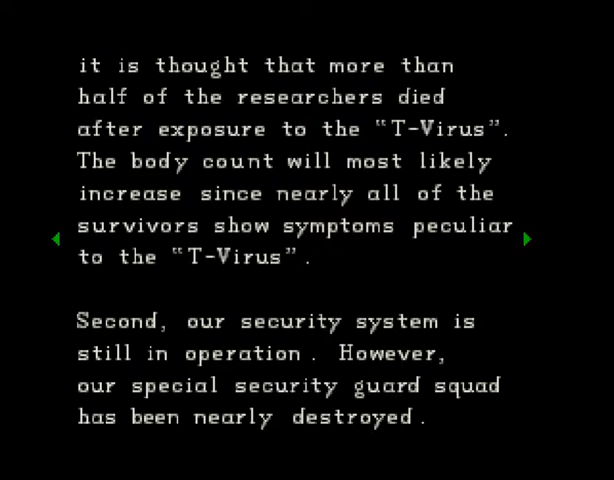 it is thought that more than
half of the researchers died
after exposure to the "T-Virus".
The body count will most likely
increase since nearly all of the
survivors show symptoms peculiar
to the "T-Virus".
Second, our security system is
still in operation. However,
our special security guard squad
has been nearly destroyed.